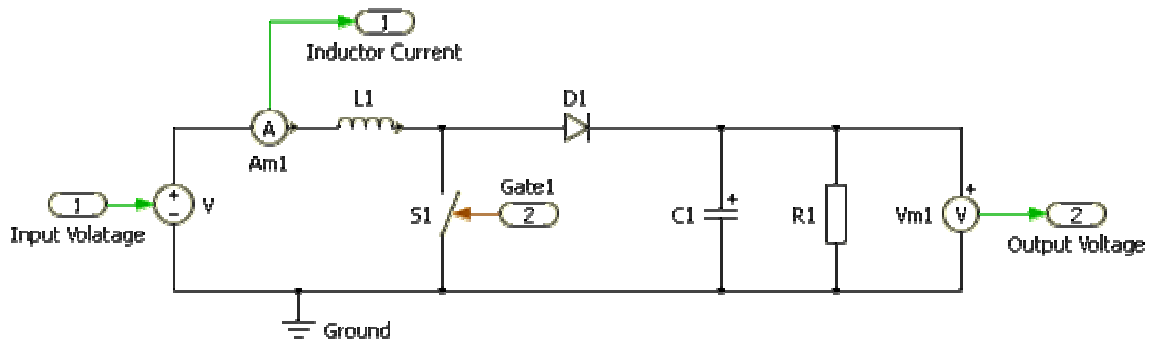 1
Inductor Current
L1
D1
A
Am1
Gate1
1
+
−
V
S1
2
C1
+
R1
Vm1
+
V
2
Input Volatage
Output Voltage
Ground